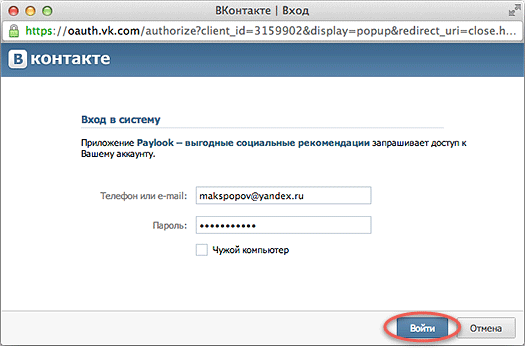 ВКонтакте | Вход
https://oauth.vk.com/authorize?client_id=3159902&display=popup&redirect_uri=close.h...
В контакте
Вход в систему
Приложение Paylook – выгодные социальные рекомендации запрашивает доступ к
Вашему аккаунту.
Телефон или e-mail: makspopov@yandex.ru
Пароль: •••••••••••
Чужой компьютер
Войти Отмена